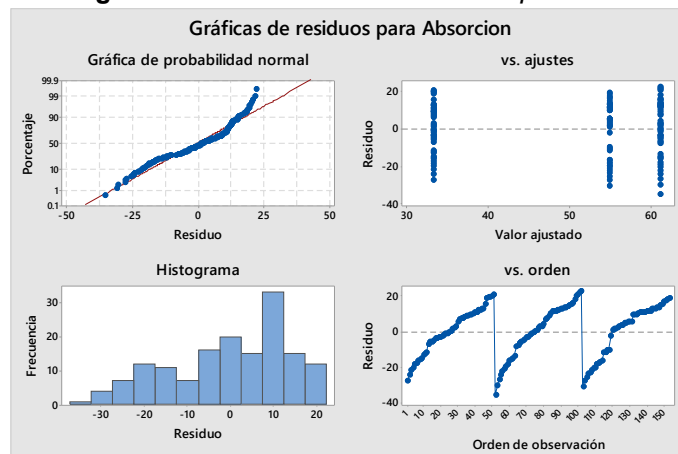 Gráficas de residuos para Absorcion
Gráfica de probabilidad normal
99.9
99
90
50
10
1
0.1
Porcentaje
-50 -25 0 25 50
Residuo
vs. ajustes
20
0
-20
-40
Residuo
30 40 50 60
Valor ajustado
Histograma
30
20
10
0
Frecuencia
-30 -20 -10 0 10 20
Residuo
vs. orden
20
0
-20
-40
Residuo
1 10 20 30 40 50 60 70 80 90 100 110 120 130 140 150
Orden de observación